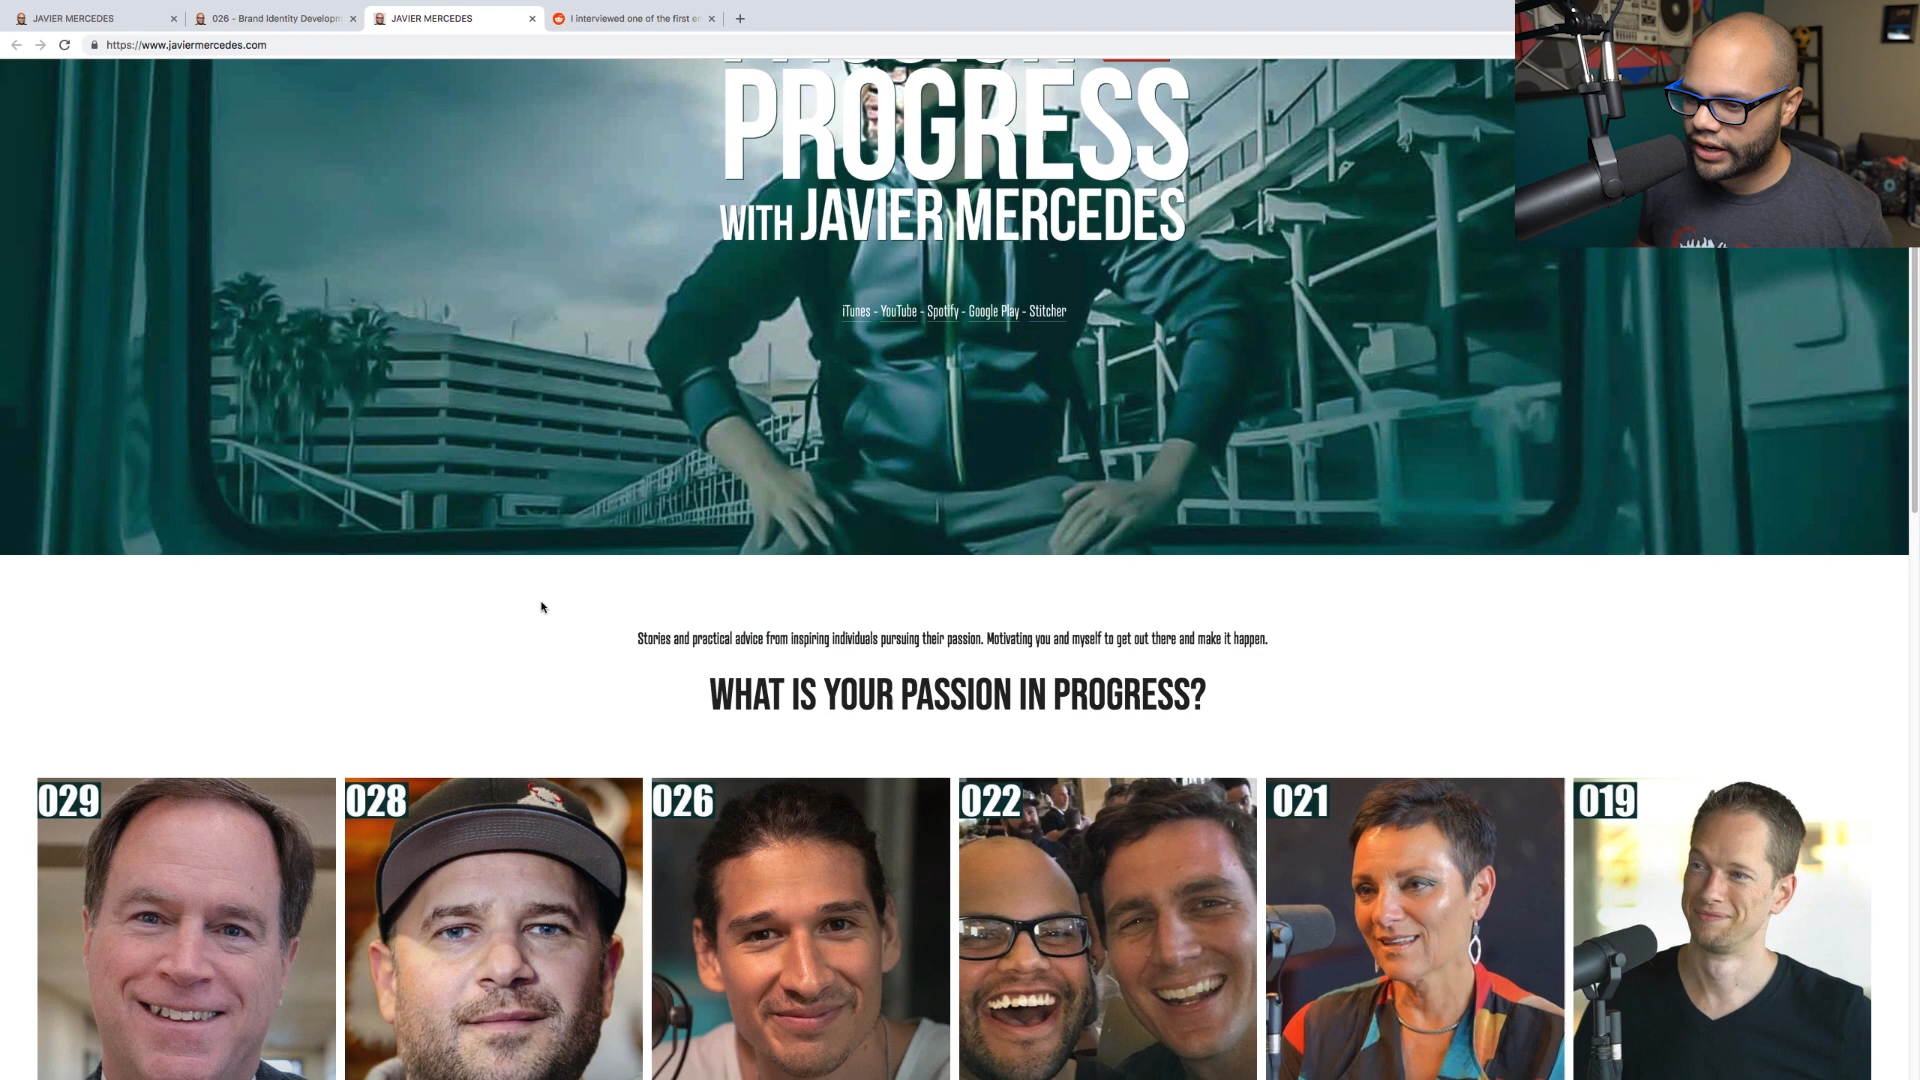 JAVIER MERCEDES
026 - Brand Identity Developm
JAVIER MERCEDES
I interviewed one of the first en
https://www.javiermercedes.com
PROGRESS
WITH JAVIER MERCEDES
iTunes - YouTube - Spotify - Google Play - Stitcher
Stories and practical advice from inspiring individuals pursuing their passion. Motivating you and myself to get out there and make it happen.
WHAT IS YOUR PASSION IN PROGRESS?
029
028
026
022
021
019